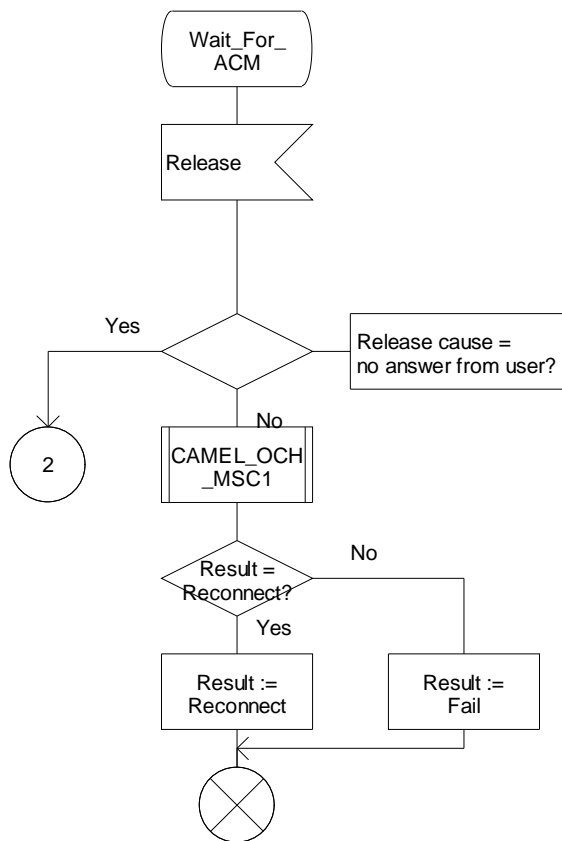 Wait_For_
ACM
Release
Yes
Release cause =
no answer from user?
No
2
CAMEL_OCH
_MSC1
Result =
Reconnect?
No
Yes
Result :=
Reconnect
Result :=
Fail